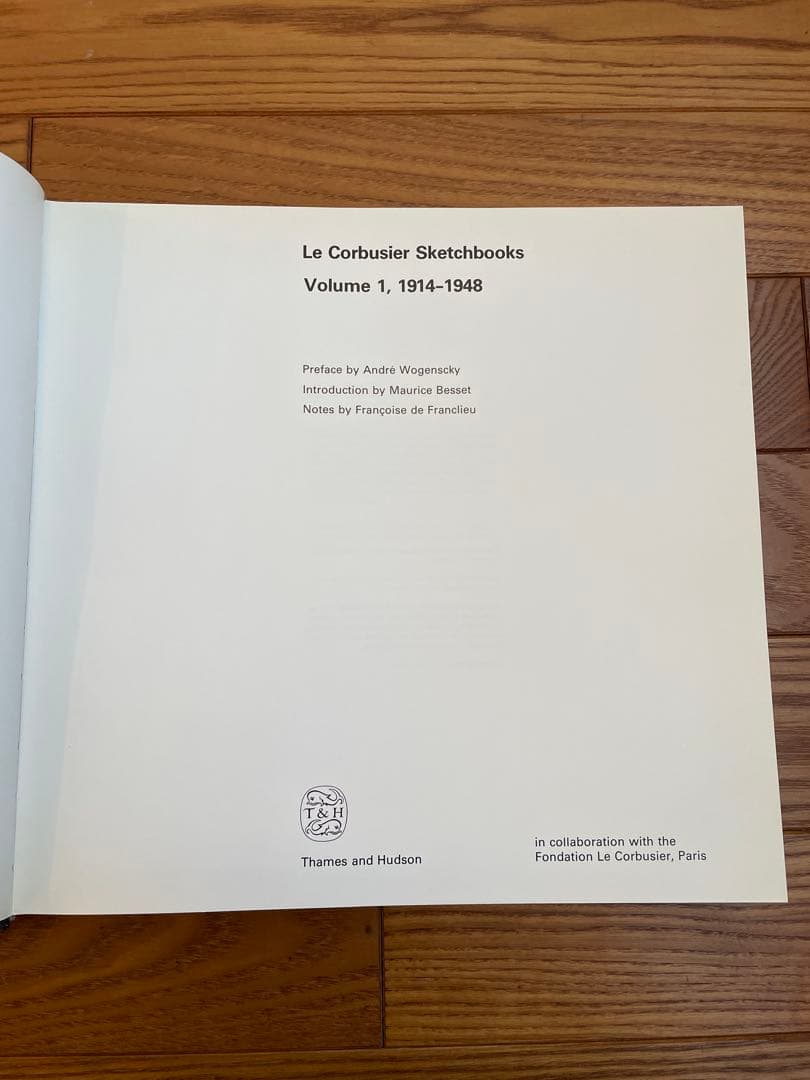 Le Corbusier Sketchbooks
Volume 1, 1914–1948
Preface by André Wogenscky
Introduction by Maurice Besset
Notes by Françoise de Franclieu
T & H
Thames and Hudson
in collaboration with the
Fondation Le Corbusier, Paris